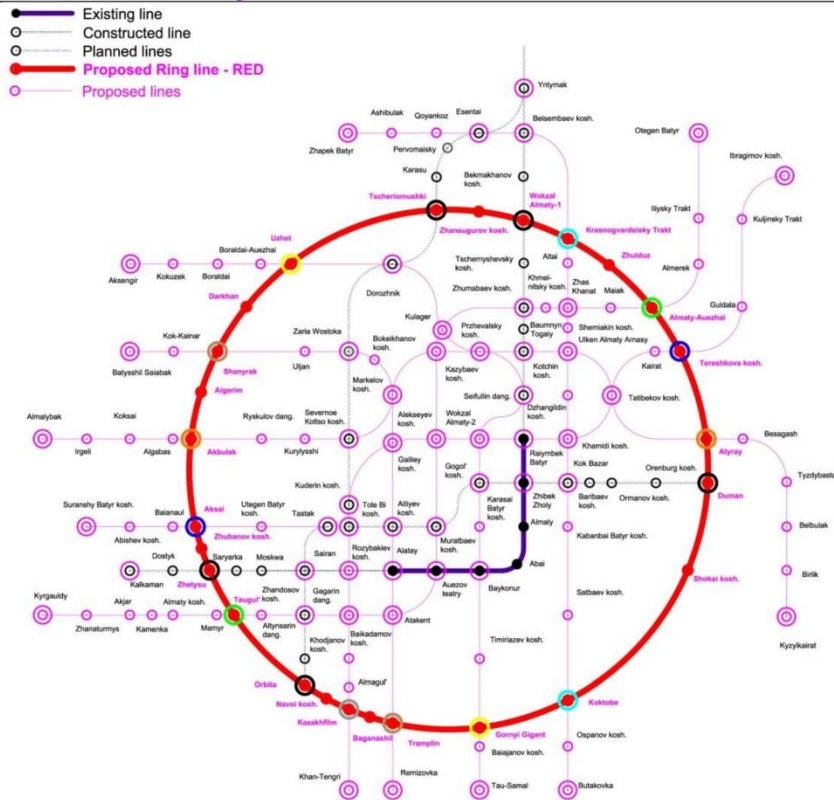 Existing line
Constructed line
Planned lines
Proposed Ring line - RED
Proposed lines
Yntymak
Ashibulak
Qoyankoz
Esentai
Beisembaev kosh.
Otegen Batyr
Zhapek Batyr
Pervomaisky
Ibragimov kosh.
Karasu
Bekmakhanov
kosh.
Tscheriomushki
Wokzal
Almaty-1
Iliysky Trakt
Kuljinsky Trakt
Zhansugurov kosh.
Krasnogvardeisky Trakt
Uzhet
Boraldai-Auezhai
Tschernyshevsky
kosh.
Altai
Zhulduz
Aksengir
Kokuzek
Boraldai
Dorozhnik
Khmel-
nitsky kosh.
Almerek
Zhumabaev kosh.
Zhas
Khanat
Maiak
Darkhan
Kulager
Almaty-Auezhai
Guldala
Kok-Kainar
Zaria Wostoka
Bokeikhanov
kosh.
Przhevalsky
kosh.
Baumnyn
Togaiy
Shemiakin kosh.
Ulken Almaty Arnasy
Batysshil Saiabak
Shanyrak
Uljan
Markelov
kosh.
Kazybaev
kosh.
Kotchin
kosh.
Kairat
Tereshkova kosh.
Aigerim
Seifullin dang.
Tatibekov kosh.
Almalybak
Koksai
Ryskulov dang.
Severnoe
Koltso kosh.
Alekseyev
kosh.
Wokzal
Almaty-2
Dzhangildin
kosh.
Besagash
Irgeli
Algabas
Akbulak
Kurylysshi
Galiley
kosh.
Raiymbek
Batyr
Khamidi kosh.
Atyray
Kuderin kosh.
Gogol'
kosh.
Kok Bazar
Orenburg kosh.
Tyzdybasta
Suranshy Batyr kosh.
Baianaul
Aksai
Utegen Batyr
kosh.
Tastak
Tole Bi
kosh.
Aliyev
kosh.
Karasai
Batyr
kosh.
Zhibek
Zholy
Baribaev
kosh.
Ormanov kosh.
Duman
Abishev kosh.
Zhubanov kosh.
Muratbaev
kosh.
Almaly
Kabanbai Batyr kosh.
Belbulak
Dostyk
Saryarka
Moskwa
Sairan
Rozybakiev
kosh.
Alatay
Abai
Kalkaman
Zhetysu
Auezov
teatry
Baykonur
Shokai kosh.
Birlik
Kyrgauldy
Akjar
Almaty kosh.
Taugul'
Zhandosov
kosh.
Gagarin
dang.
Satbaev kosh.
Zhanaturmys
Kamenka
Mamyr
Altynsarin
dang.
Atakent
Kyzylkairat
Khodjanov
kosh.
Baikadamov
kosh.
Timiriazev kosh.
Orbita
Almagul'
Navoi kosh.
Kazakhfilm
Koktobe
Baganashil
Tramplin
Gornyi Gigant
Ospanov kosh.
Baiajanov kosh.
Khan-Tengri
Remizovka
Tau-Samal
Butakovka